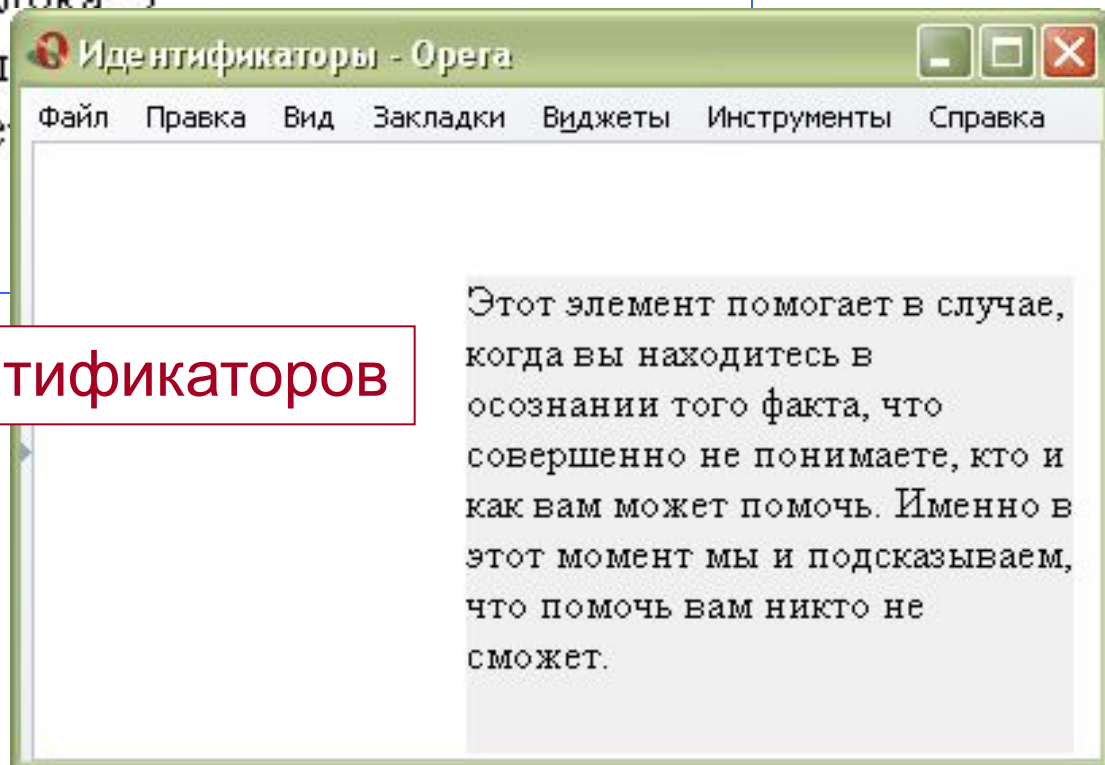 Идентификаторы - Opera
Файл Правка Вид Закладки Виджеты Инструменты Справка
тификаторов
Этот элемент помогает в случае,
когда вы находитесь в
осознании того факта, что
совершенно не понимаете, кто и
как вам может помочь. Именно в
этот момент мы и подсказываем,
что помочь вам никто не
сможет.